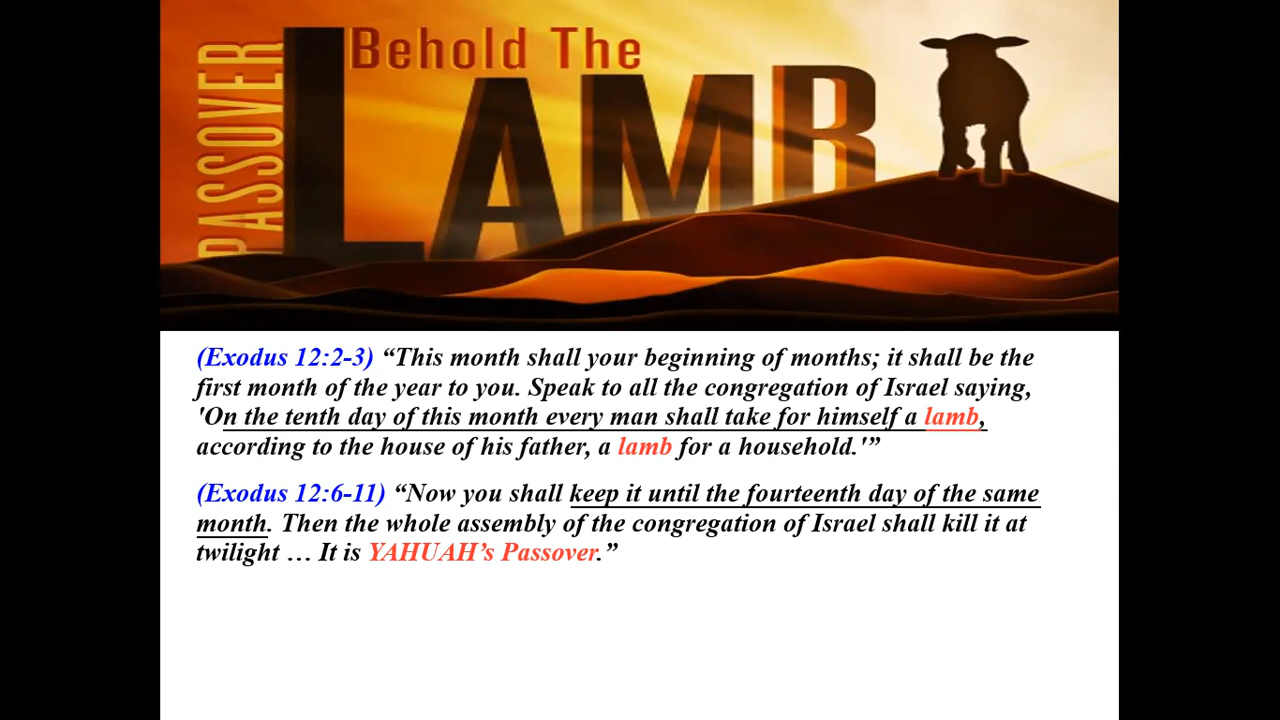 PASSOVER
Behold The
LAMB
(Exodus 12:2-3) “This month shall your beginning of months; it shall be the
first month of the year to you. Speak to all the congregation of Israel saying,
'On the tenth day of this month every man shall take for himself a lamb,
according to the house of his father, a lamb for a household.'”
(Exodus 12:6-11) “Now you shall keep it until the fourteenth day of the same
month. Then the whole assembly of the congregation of Israel shall kill it at
twilight … It is YAHUAH’s Passover.”